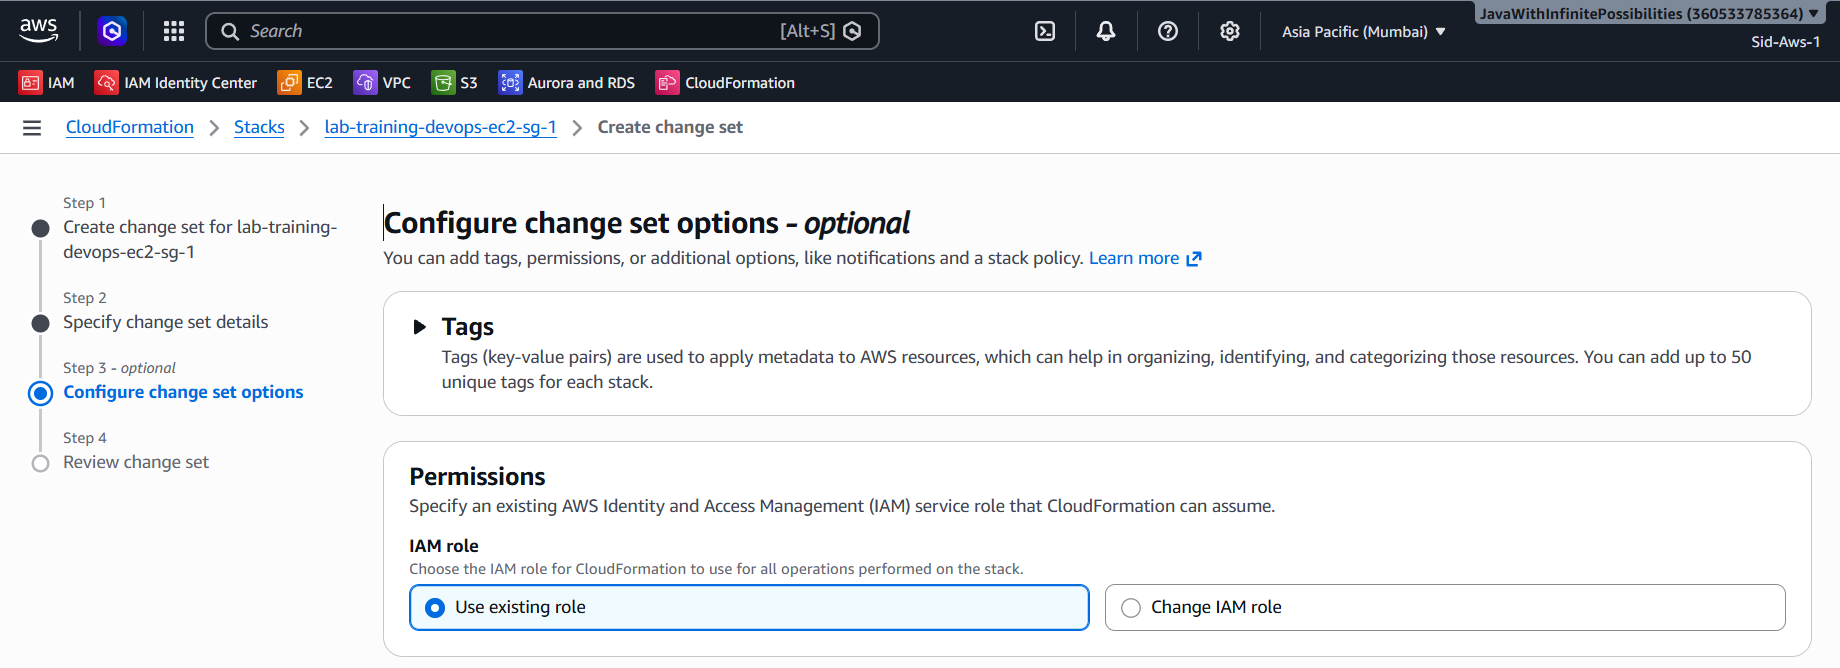 aws
Search
[Alt+S]
Asia Pacific (Mumbai)
JavaWithInfinitePossibilities (360533785364)
Sid-Aws-1
IAM
IAM Identity Center
EC2
VPC
S3
Aurora and RDS
CloudFormation
CloudFormation
Stacks
lab-training-devops-ec2-sg-1
Create change set
Step 1
Create change set for lab-training-
devops-ec2-sg-1
Step 2
Specify change set details
Step 3 - optional
Configure change set options
Step 4
Review change set
Configure change set options - optional
You can add tags, permissions, or additional options, like notifications and a stack policy. Learn more
Tags
Tags (key-value pairs) are used to apply metadata to AWS resources, which can help in organizing, identifying, and categorizing those resources. You can add up to 50
unique tags for each stack.
Permissions
Specify an existing AWS Identity and Access Management (IAM) service role that CloudFormation can assume.
IAM role
Choose the IAM role for CloudFormation to use for all operations performed on the stack.
Use existing role
Change IAM role